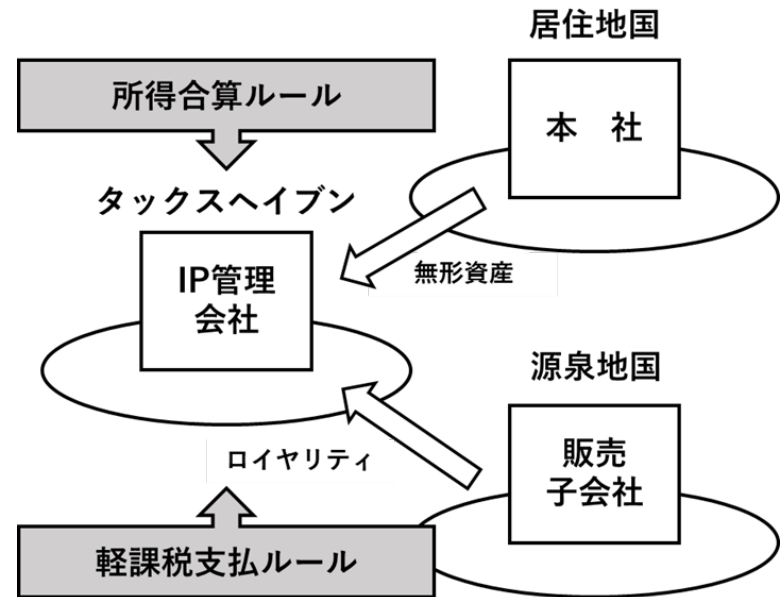 居住地国
所得合算ルール
本　社
タックスヘイブン
IP管理
会社
無形資産
源泉地国
販売
子会社
ロイヤリティ
軽課税支払ルール